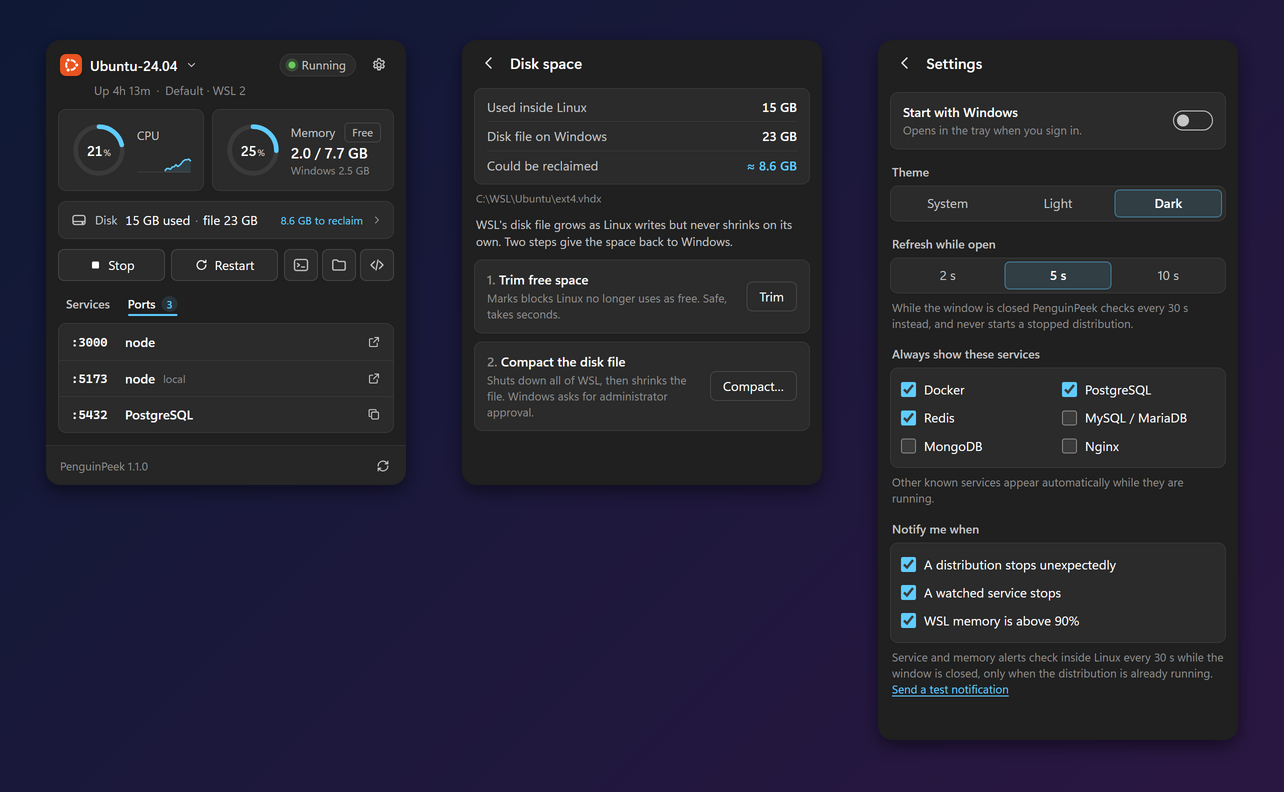 Ubuntu-24.04
Running
Up 4h 13m · Default · WSL 2
21%
CPU
25%
Memory
Free
2.0 / 7.7 GB
Windows 2.5 GB
Disk 15 GB used · file 23 GB 8.6 GB to reclaim
Stop
Restart
Services
Ports 3
:3000 node
:5173 node local
:5432 PostgreSQL
PenguinPeek 1.1.0
Disk space
Used inside Linux 15 GB
Disk file on Windows 23 GB
Could be reclaimed ≈ 8.6 GB
C:\WSL\Ubuntu\ext4.vhdx
WSL's disk file grows as Linux writes but never shrinks on its
own. Two steps give the space back to Windows.
1. Trim free space
Marks blocks Linux no longer uses as free. Safe,
takes seconds.
Trim
2. Compact the disk file
Shuts down all of WSL, then shrinks the
file. Windows asks for administrator
approval.
Compact...
Settings
Start with Windows
Opens in the tray when you sign in.
Theme
System Light Dark
Refresh while open
2 s 5 s 10 s
While the window is closed PenguinPeek checks every 30 s
instead, and never starts a stopped distribution.
Always show these services
Docker PostgreSQL
Redis MySQL / MariaDB
MongoDB Nginx
Other known services appear automatically while they are
running.
Notify me when
A distribution stops unexpectedly
A watched service stops
WSL memory is above 90%
Service and memory alerts check inside Linux every 30 s while the
window is closed, only when the distribution is already running.
Send a test notification